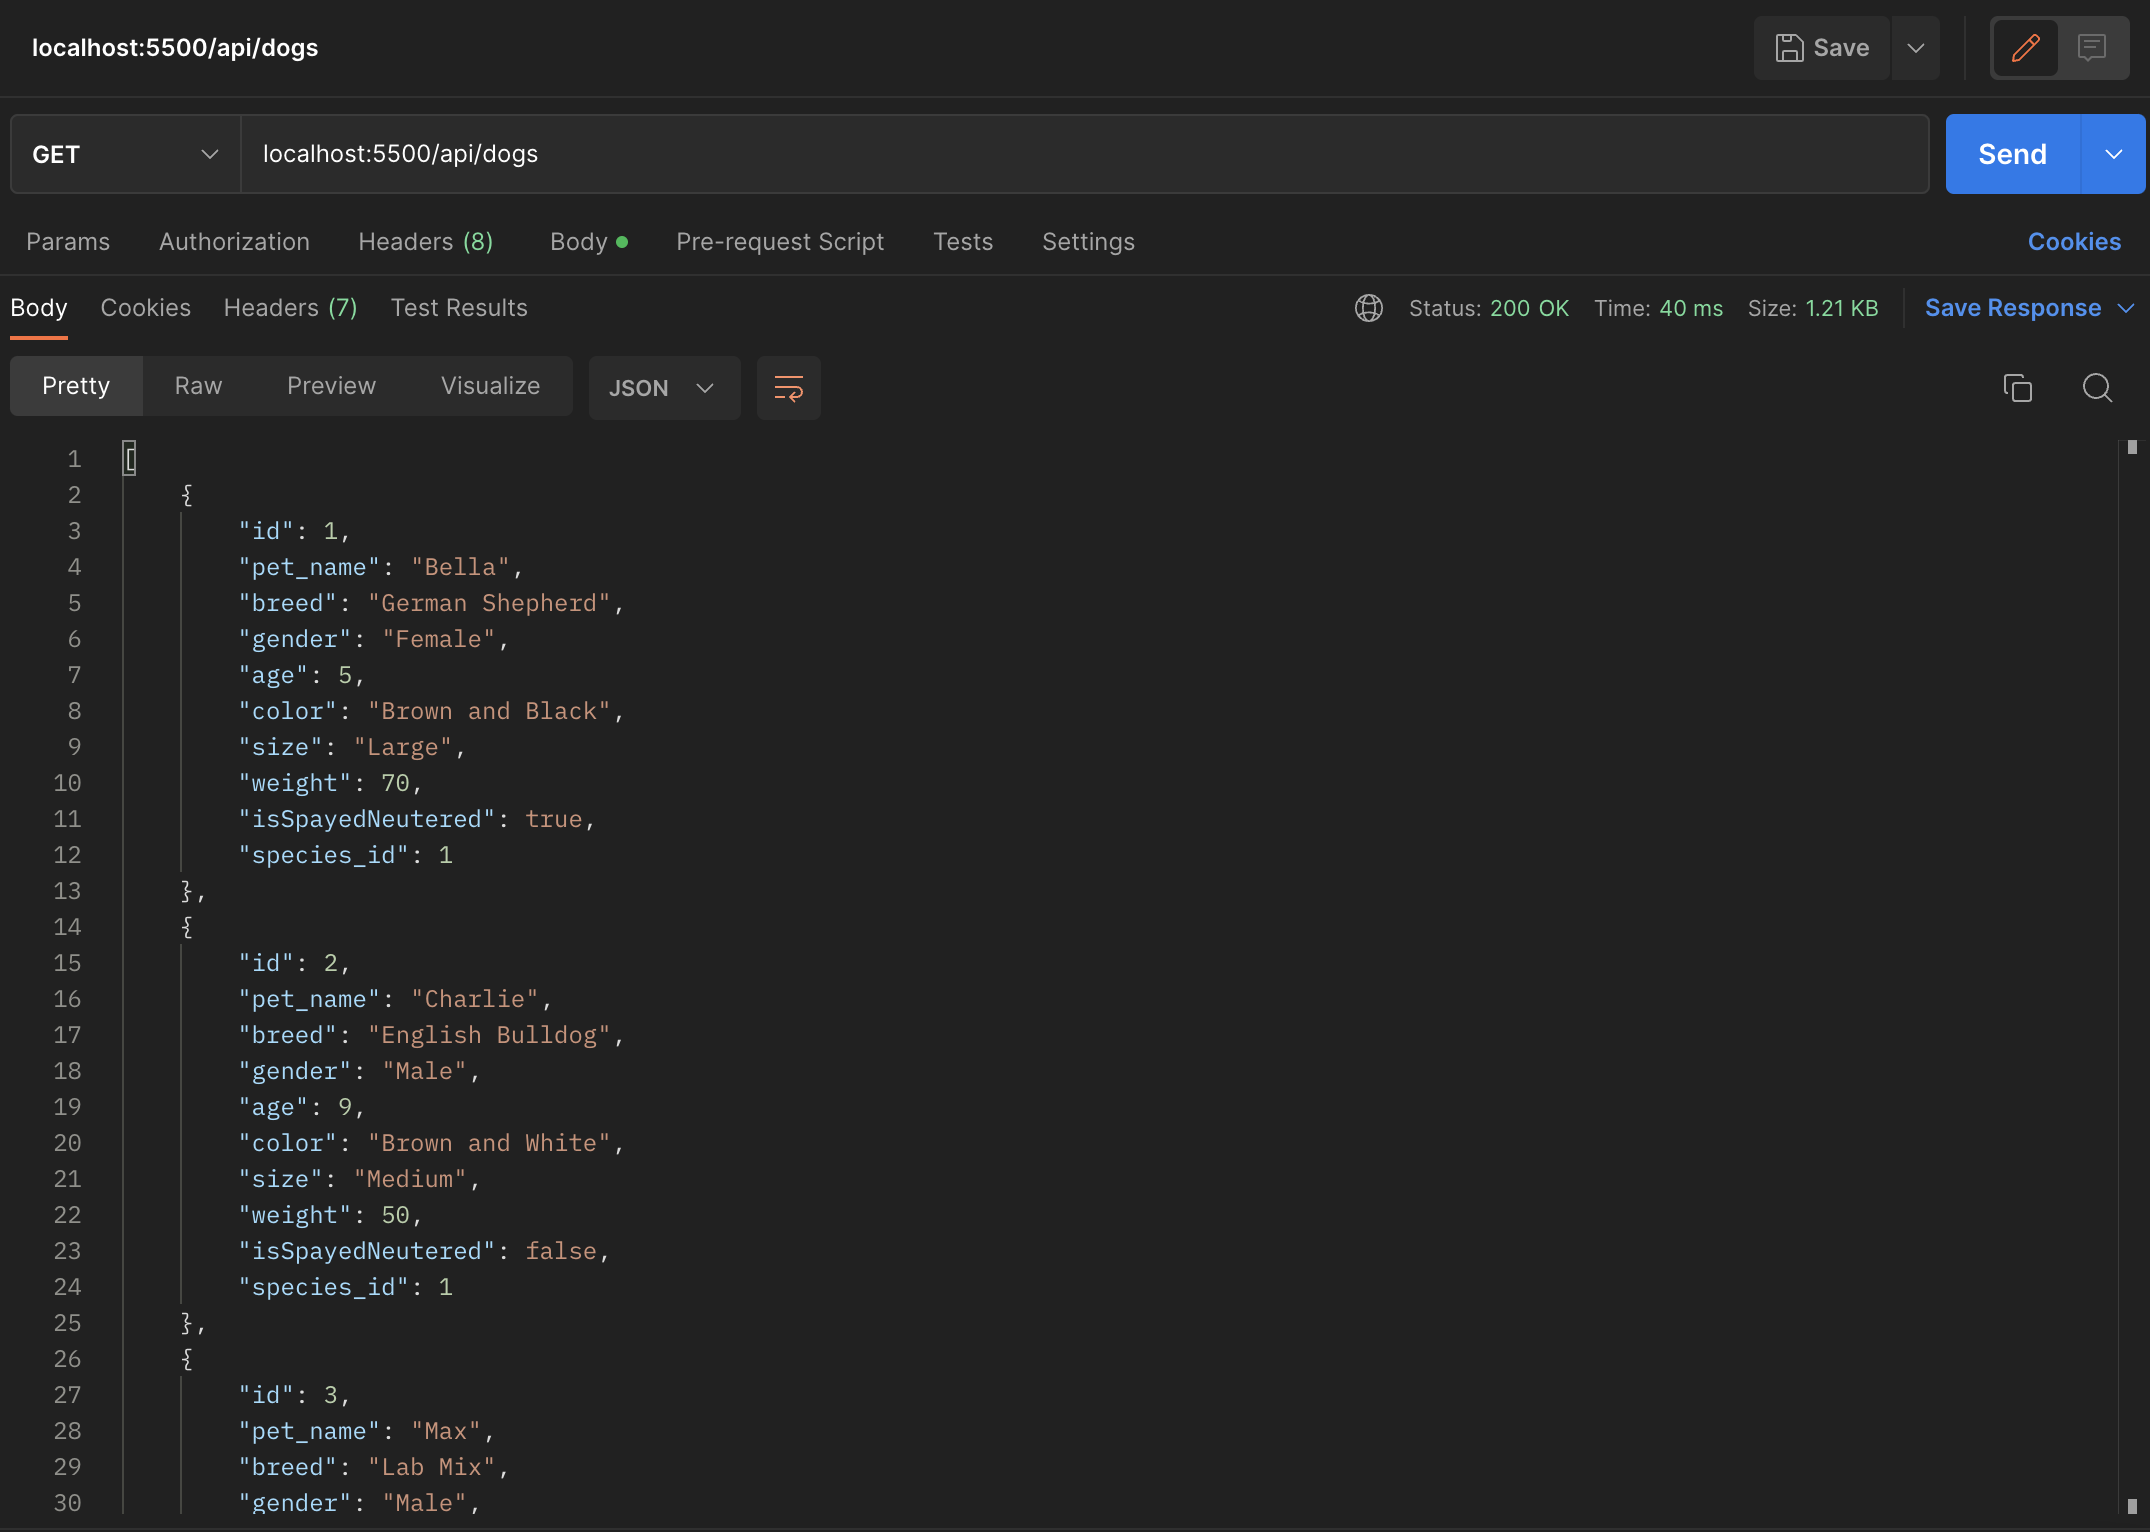 localhost:5500/api/dogs Save
GET localhost:5500/api/dogs Send
Params Authorization Headers (8) Body Pre-request Script Tests Settings Cookies
Body Cookies Headers (7) Test Results Status: 200 OK Time: 40 ms Size: 1.21 KB Save Response
Pretty Raw Preview Visualize JSON
1 [
2 {
3 "id": 1,
4 "pet_name": "Bella",
5 "breed": "German Shepherd",
6 "gender": "Female",
7 "age": 5,
8 "color": "Brown and Black",
9 "size": "Large",
10 "weight": 70,
11 "isSpayedNeutered": true,
12 "species_id": 1
13 },
14 {
15 "id": 2,
16 "pet_name": "Charlie",
17 "breed": "English Bulldog",
18 "gender": "Male",
19 "age": 9,
20 "color": "Brown and White",
21 "size": "Medium",
22 "weight": 50,
23 "isSpayedNeutered": false,
24 "species_id": 1
25 },
26 {
27 "id": 3,
28 "pet_name": "Max",
29 "breed": "Lab Mix",
30 "gender": "Male",